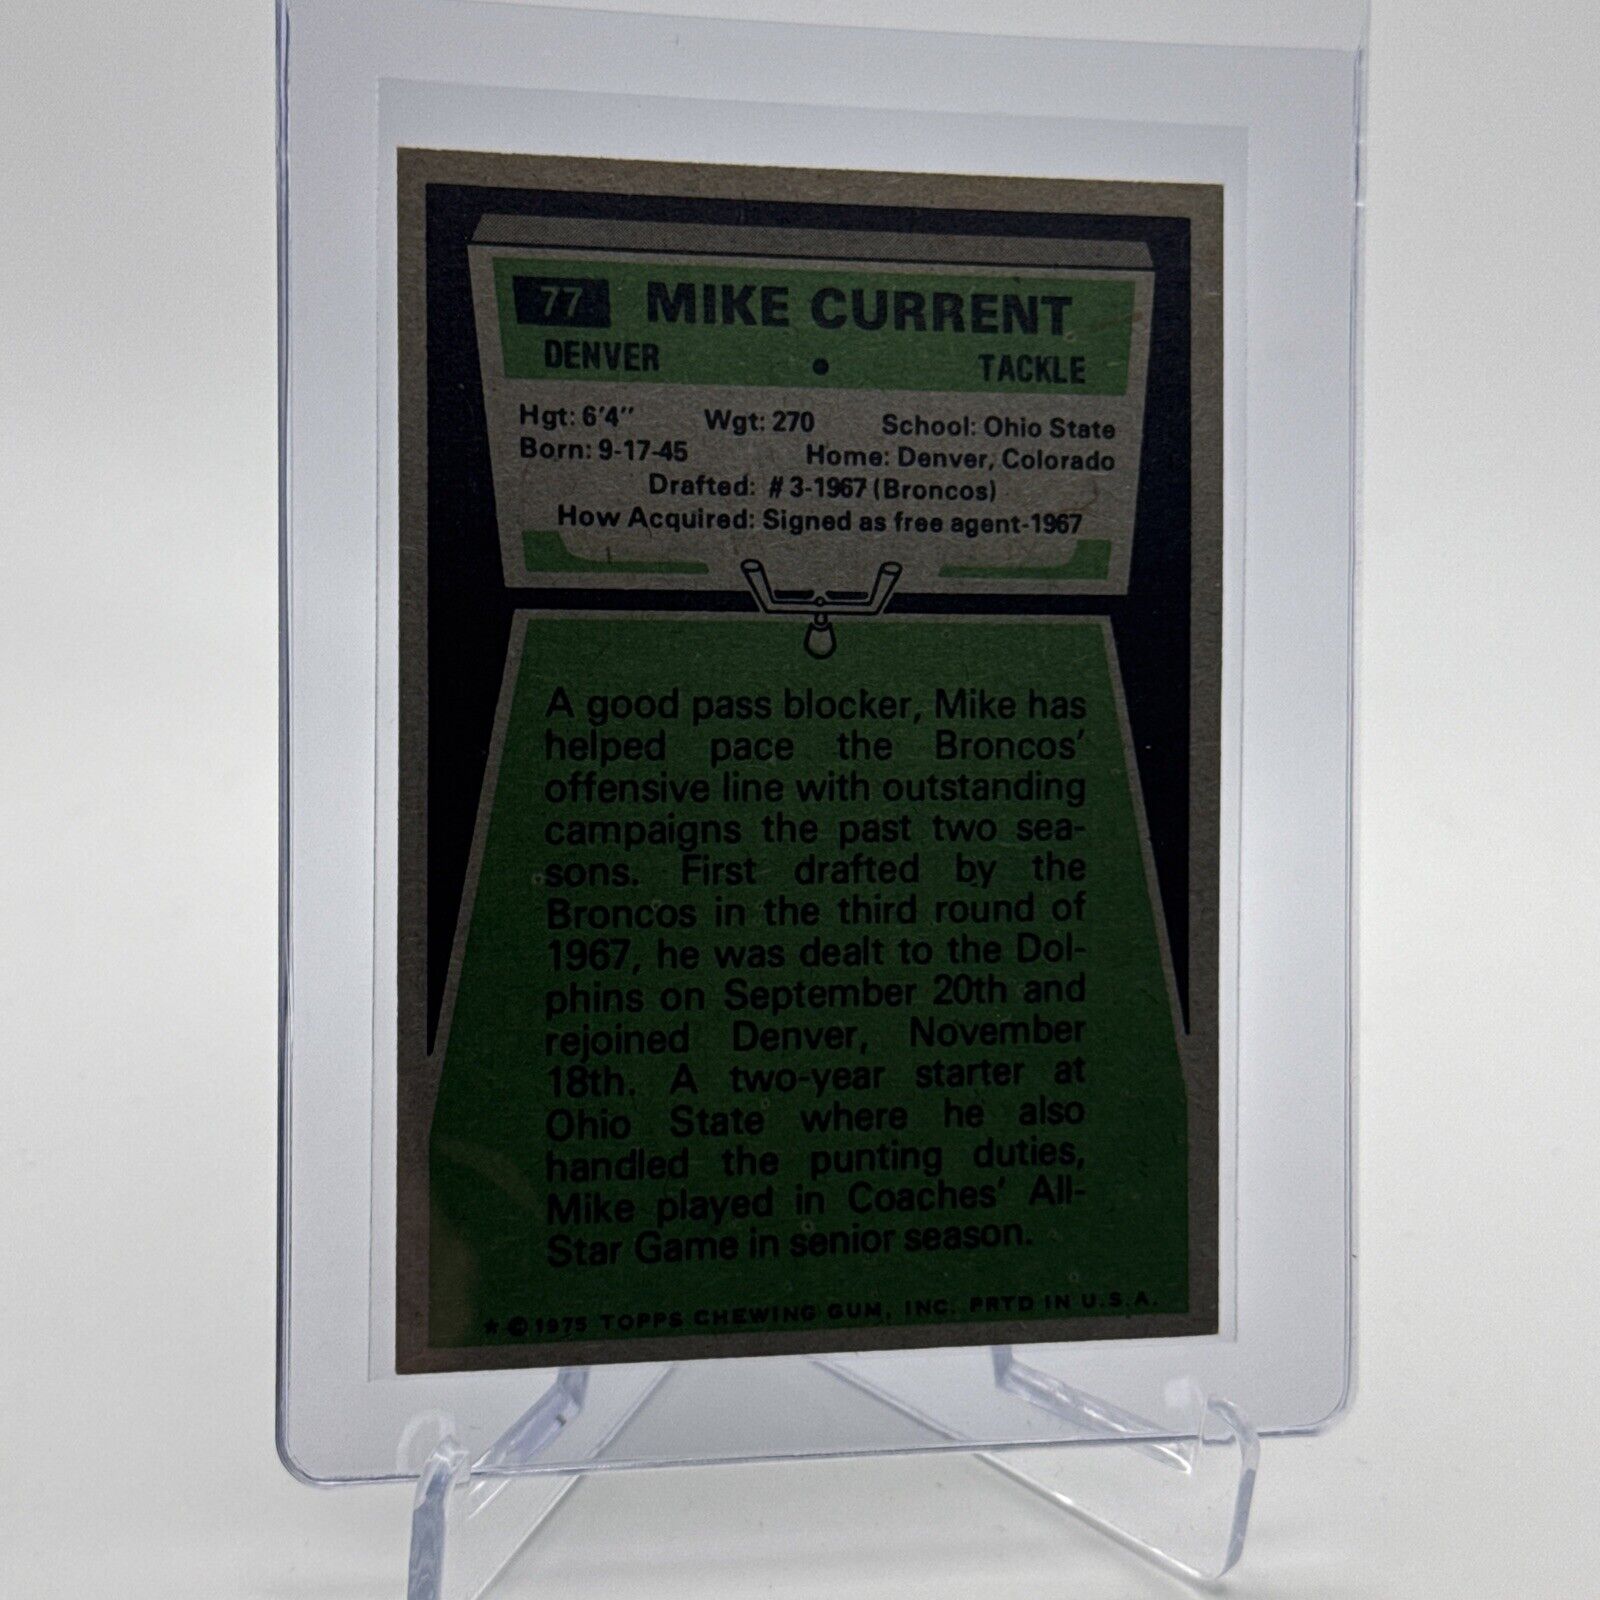 77 MIKE CURRENT
DENVER • TACKLE
Hgt: 6'4" Wgt: 270 School: Ohio State
Born: 9-17-45 Home: Denver, Colorado
Drafted: #3-1967 (Broncos)
How Acquired: Signed as free agent-1967
A good pass blocker, Mike has
helped pace the Broncos'
offensive line with outstanding
campaigns the past two sea-
sons. First drafted by the
Broncos in the third round of
1967, he was dealt to the Dol-
phins on September 20th and
rejoined Denver, November
18th. A two-year starter at
Ohio State where he also
handled the punting duties,
Mike played in Coaches' All-
Star Game in senior season.
* © 1975 TOPPS CHEWING GUM, INC. PRTD IN U.S.A.